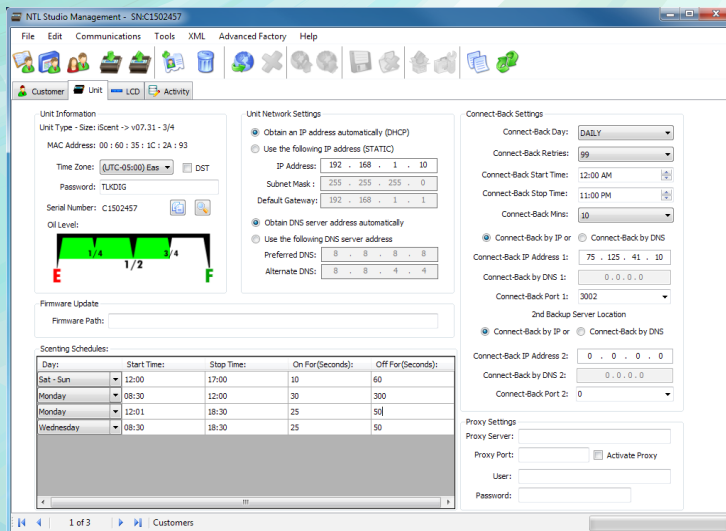 NTL Studio Management - SN:C1502457
File Edit Communications Tools XML Advanced Factory Help
Customer Unit LCD Activity
Unit Information
Unit Type - Size: iScent -> v07.31 - 3/4
MAC Address: 00 : 60 : 35 : 1C : 2A : 93
Time Zone: (UTC-05:00) Eas DST
Password: TLKDIG
Serial Number: C1502457
Oil Level:
1/4 3/4
1/2
E F
Unit Network Settings
Obtain an IP address automatically (DHCP)
Use the following IP address (STATIC)
IP Address: 192 . 168 . 1 . 10
Subnet Mask : 255 . 255 . 255 . 0
Default Gateway: 192 . 168 . 1 . 1
Obtain DNS server address automatically
Use the following DNS server address
Preferred DNS: 8 . 8 . 8 . 8
Alternate DNS: 8 . 8 . 4 . 4
Firmware Update
Firmware Path:
Scenting Schedules:
Day: Start Time: Stop Time: On For(Seconds): Off For(Seconds):
Sat - Sun 12:00 17:00 10 60
Monday 08:30 12:00 30 300
Monday 12:01 18:30 25 50
Wednesday 08:30 18:30 25 50
Connect-Back Settings
Connect-Back Day: DAILY
Connect-Back Retries: 99
Connect-Back Start Time: 12:00 AM
Connect-Back Stop Time: 11:00 PM
Connect-Back Mins: 10
Connect-Back by IP or Connect-Back by DNS
Connect-Back IP Address 1: 75 . 125 . 41 . 10
Connect-Back by DNS 1: 0.0.0.0
Connect-Back Port 1: 3002
2nd Backup Server Location
Connect-Back by IP or Connect-Back by DNS
Connect-Back IP Address 2: 0 . 0 . 0 . 0
Connect-Back by DNS 2: 0.0.0.0
Connect-Back Port 2: 0
Proxy Settings
Proxy Server:
Proxy Port: Activate Proxy
User:
Password:
1 of 3 Customers